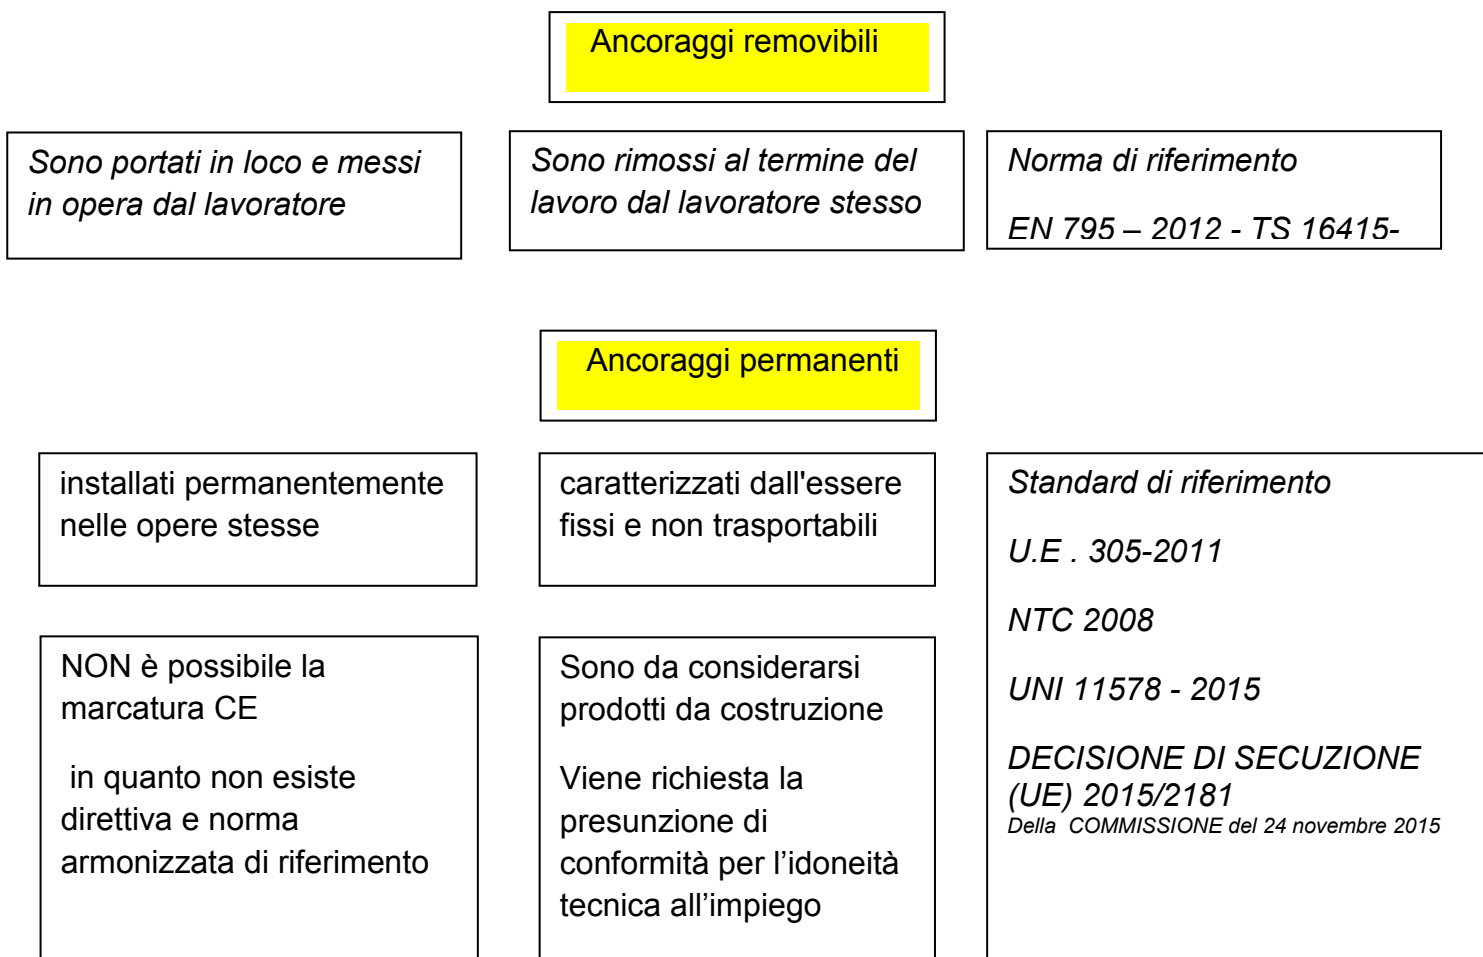 Ancoraggi removibili
Sono portati in loco e messi
in opera dal lavoratore
Sono rimossi al termine del
lavoro dal lavoratore stesso
Norma di riferimento
EN 795 – 2012 - TS 16415-
Ancoraggi permanenti
installati permanentemente
nelle opere stesse
caratterizzati dall'essere
fissi e non trasportabili
Standard di riferimento
U.E . 305-2011
NTC 2008
UNI 11578 - 2015
DECISIONE DI SECUZIONE
(UE) 2015/2181
Della COMMISSIONE del 24 novembre 2015
NON è possibile la
marcatura CE
in quanto non esiste
direttiva e norma
armonizzata di riferimento
Sono da considerarsi
prodotti da costruzione
Viene richiesta la
presunzione di
conformità per l’idoneità
tecnica all’impiego